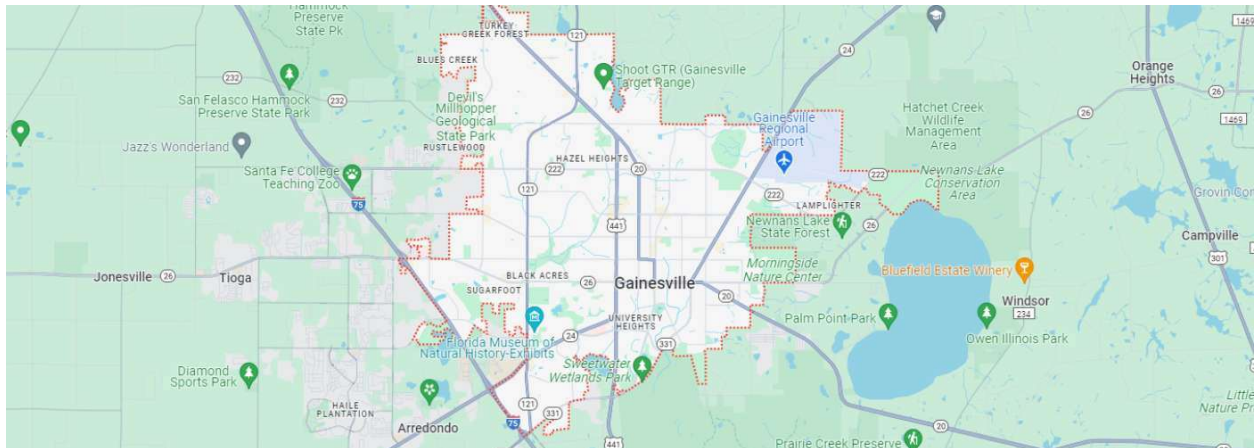 Hammock
Preserve
State Pk
TURKEY
CREEK FOREST
121
24
1469
BLUES CREEK
Orange
Heights
26
1469
232
232
San Felasco Hammock
Preserve State Park
Devil's
Millhopper
Geological
State Park
RUSTLEWOOD
Shoot GTR (Gainesville
Target Range)
Gainesville
Regional
Airport
Hatchet Creek
Wildlife
Management
Area
26
Jazz's Wonderland
Santa Fe College
Teaching Zoo
222
HAZEL HEIGHTS
20
222
222
Newnans Lake
Conservation
Area
75
121
441
LAMPLIGHTER
Newnans Lake
State Forest
26
Campville
301
Jonesville
26
Tioga
BLACK ACRES
26
SUGARFOOT
Gainesville
20
Morningside
Nature Center
Bluefield Estate Winery
Windsor
234
UNIVERSITY
HEIGHTS
24
331
Palm Point Park
Owen Illinois Park
Florida Museum of
Natural History-Exhibits
Sweetwater
Wetlands Park
Diamond
Sports Park
HAILE
PLANTATION
Arredondo
121
331
75
441
20
Prairie Creek Preserve
Little